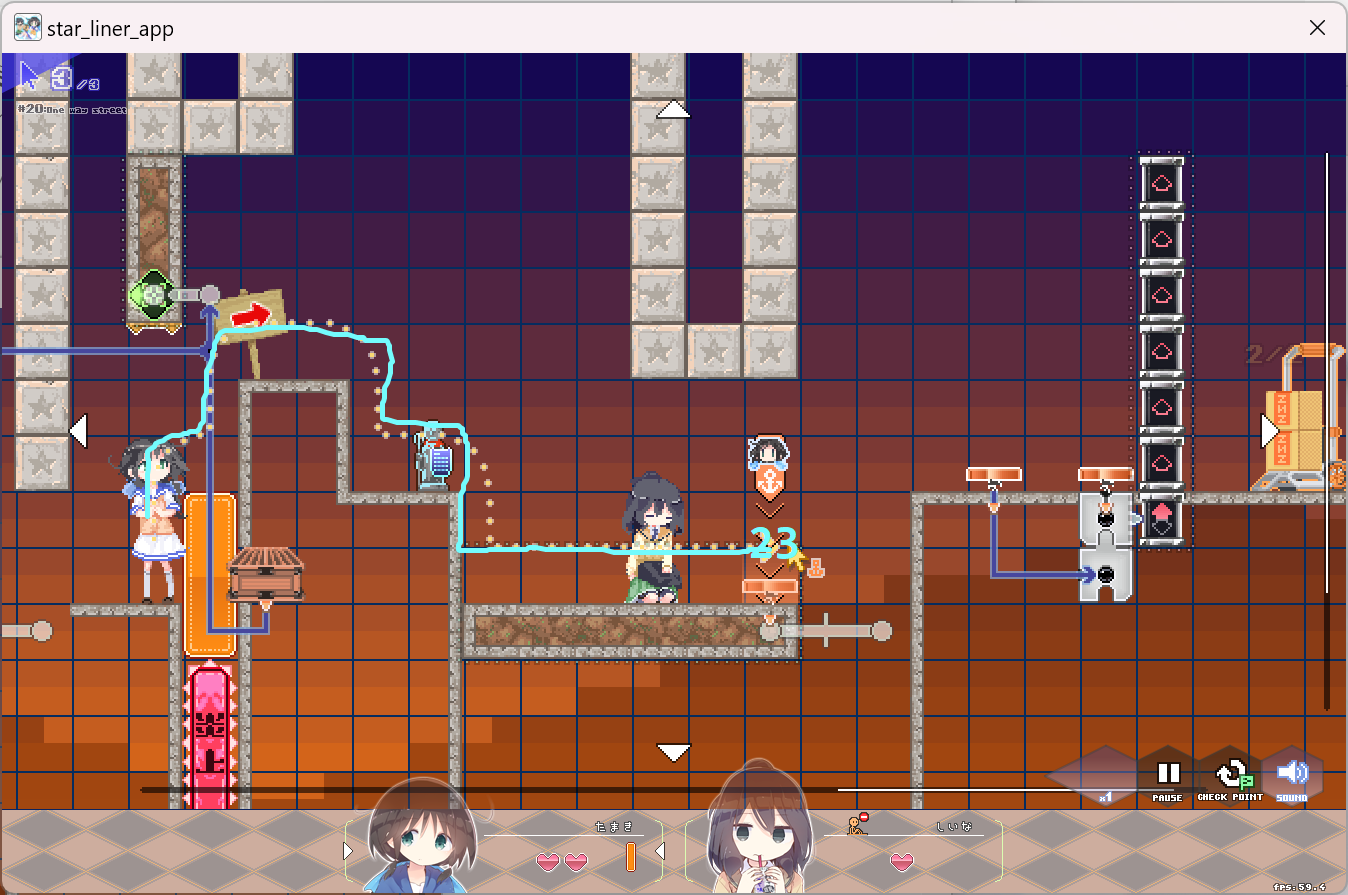 star_liner_app
3/3
#20:One way street
2/
23
x1
PAUSE
CHECK POINT
SOUND
たまき
しいな
fps:59.4